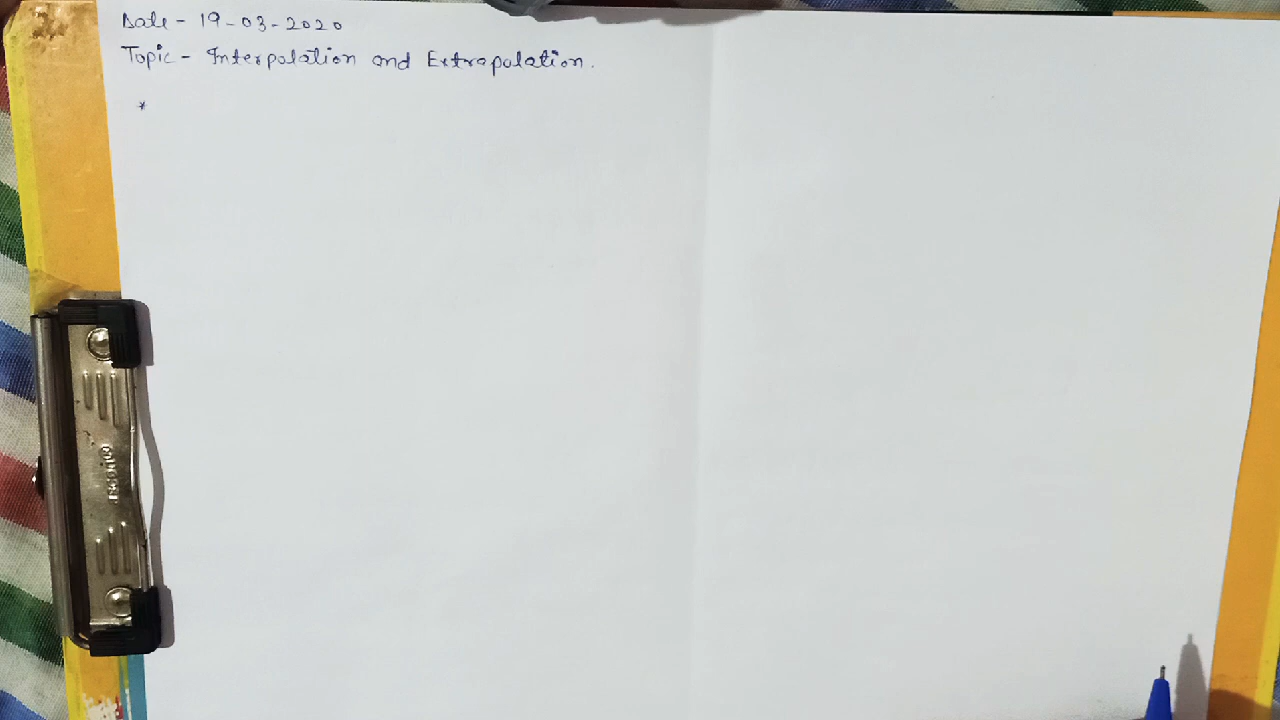 Date - 19-03-2020
Topic - Interpolation and Extrapolation.
*